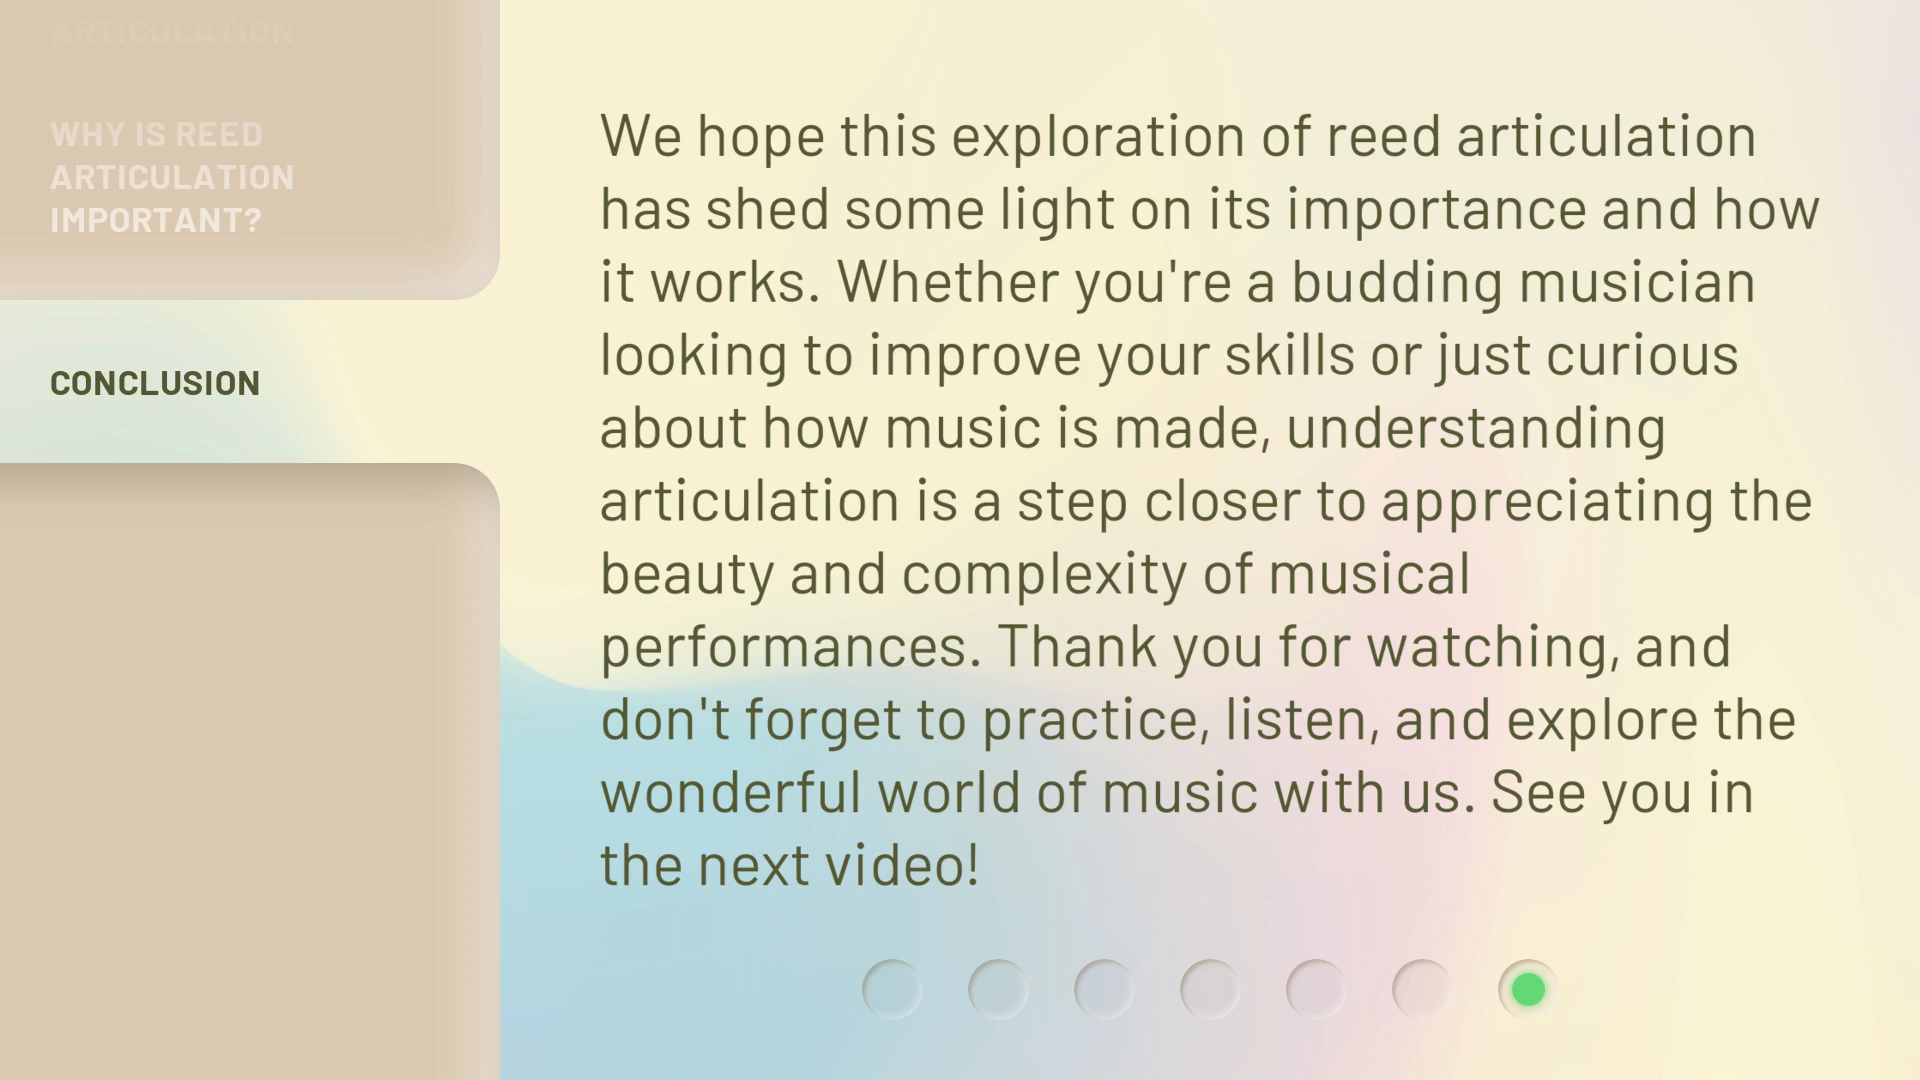 ARTICULATION
WHY IS REED
ARTICULATION
IMPORTANT?
CONCLUSION
We hope this exploration of reed articulation
has shed some light on its importance and how
it works. Whether you're a budding musician
looking to improve your skills or just curious
about how music is made, understanding
articulation is a step closer to appreciating the
beauty and complexity of musical
performances. Thank you for watching, and
don't forget to practice, listen, and explore the
wonderful world of music with us. See you in
the next video!